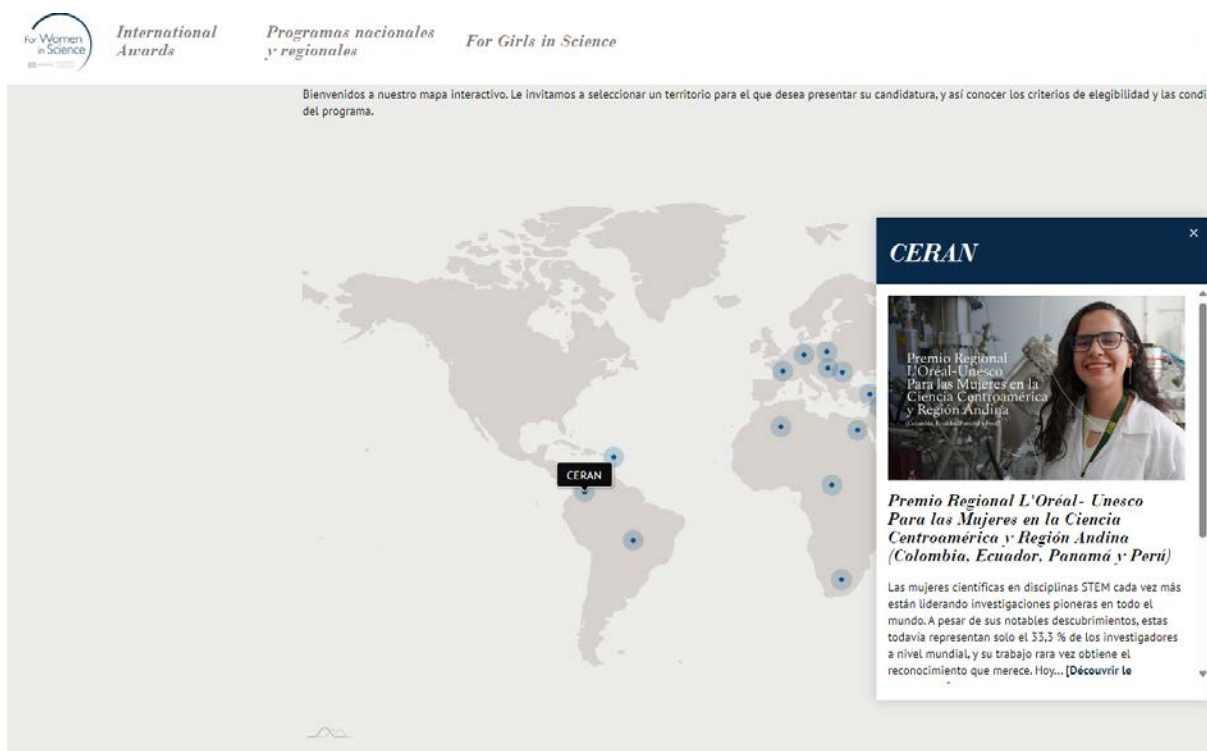 For Women
in Science
International
Awards
Programas nacionales
y regionales
For Girls in Science
Bienvenidos a nuestro mapa interactivo. Le invitamos a seleccionar un territorio para el que desea presentar su candidatura, y así conocer los criterios de elegibilidad y las condi
del programa.
CERAN
CERAN
×
Premio Regional
L'Oréal-Unesco
Para las Mujeres en la
Ciencia Centroamérica
y Región Andina
(Colombia, Ecuador, Panamá y Perú)
Premio Regional L'Oréal- Unesco
Para las Mujeres en la Ciencia
Centroamérica y Región Andina
(Colombia, Ecuador, Panamá y Perú)
Las mujeres científicas en disciplinas STEM cada vez más
están liderando investigaciones pioneras en todo el
mundo. A pesar de sus notables descubrimientos, estas
todavía representan solo el 33,3 % de los investigadores
a nivel mundial, y su trabajo rara vez obtiene el
reconocimiento que merece. Hoy... [Découvrir le